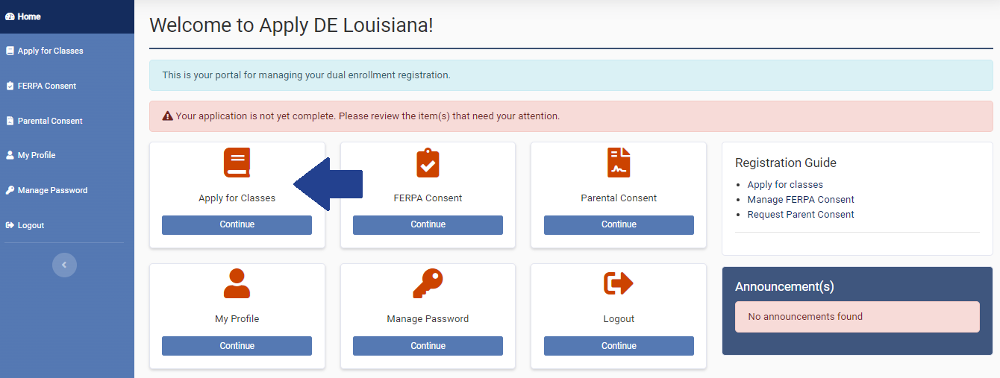 Home
Apply for Classes
FERPA Consent
Parental Consent
My Profile
Manage Password
Logout
Welcome to Apply DE Louisiana!
This is your portal for managing your dual enrollment registration.
Your application is not yet complete. Please review the item(s) that need your attention.
Apply for Classes
Continue
FERPA Consent
Continue
Parental Consent
Continue
My Profile
Continue
Manage Password
Continue
Logout
Continue
Registration Guide
Apply for classes
Manage FERPA Consent
Request Parent Consent
Announcement(s)
No announcements found